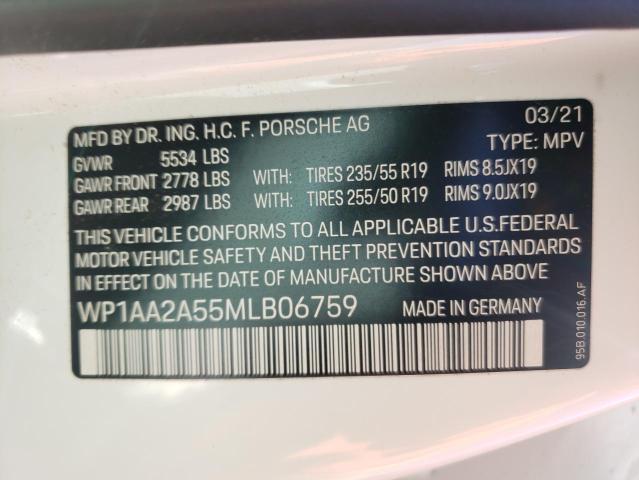 MFD BY DR. ING. H.C. F. PORSCHE AG 03/21
GVWR 5534 LBS TYPE: MPV
GAWR FRONT 2778 LBS WITH: TIRES 235/55 R19 RIMS 8.5JX19
GAWR REAR 2987 LBS WITH: TIRES 255/50 R19 RIMS 9.0JX19
THIS VEHICLE CONFORMS TO ALL APPLICABLE U.S.FEDERAL
MOTOR VEHICLE SAFETY AND THEFT PREVENTION STANDARDS
IN EFFECT ON THE DATE OF MANUFACTURE SHOWN ABOVE
WP1AA2A55MLB06759 MADE IN GERMANY
95B.010.016.AF